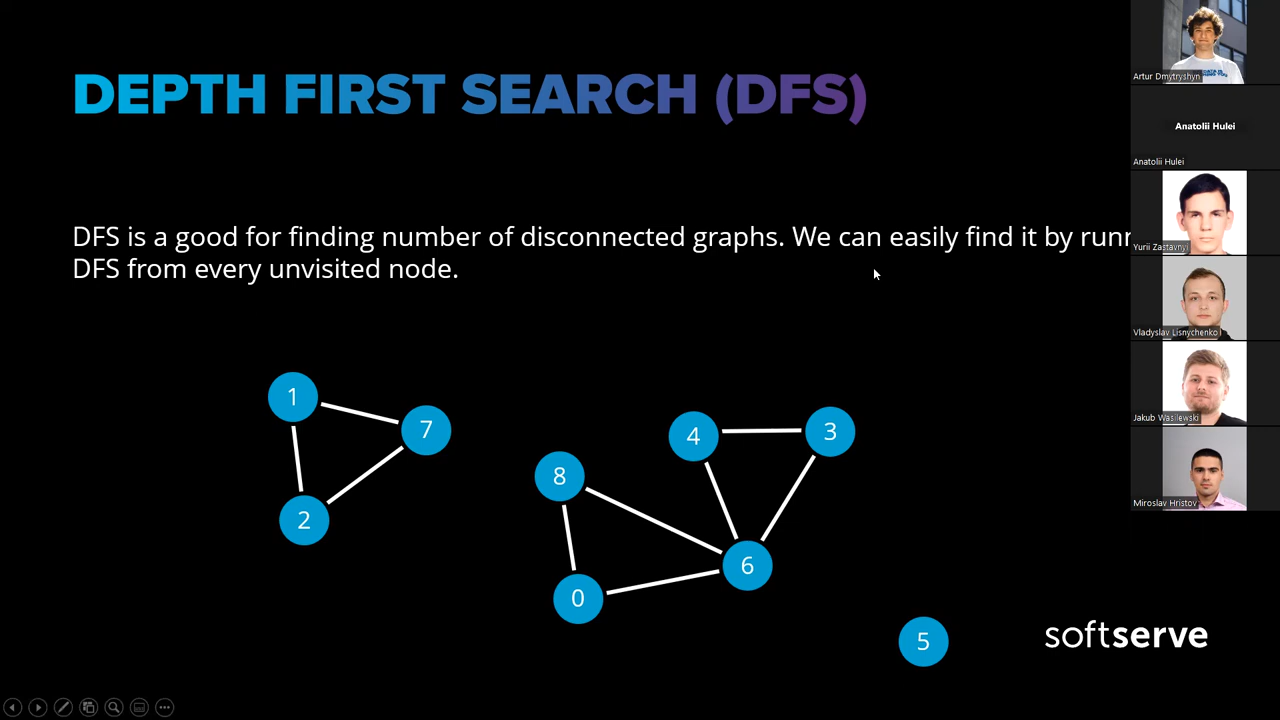 DEPTH FIRST SEARCH (DFS)
DFS is a good for finding number of disconnected graphs. We can easily find it by runn
DFS from every unvisited node.
1
7
2
8
4
3
6
0
5
softserve
Artur Dmytryshyn
Anatolii Hulei
Anatolii Hulei
Yurii Zastavnyi
Vladyslav Lisnychenko
Jakub Wasilewski
Miroslav Hristov